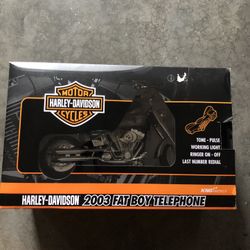 MOTOR
HARLEY-DAVIDSON
CYCLES
TONE - PULSE
WORKING LIGHT
RINGER ON - OFF
LAST NUMBER REDIAL
HARLEY-DAVIDSON 2003 FAT BOY TELEPHONE